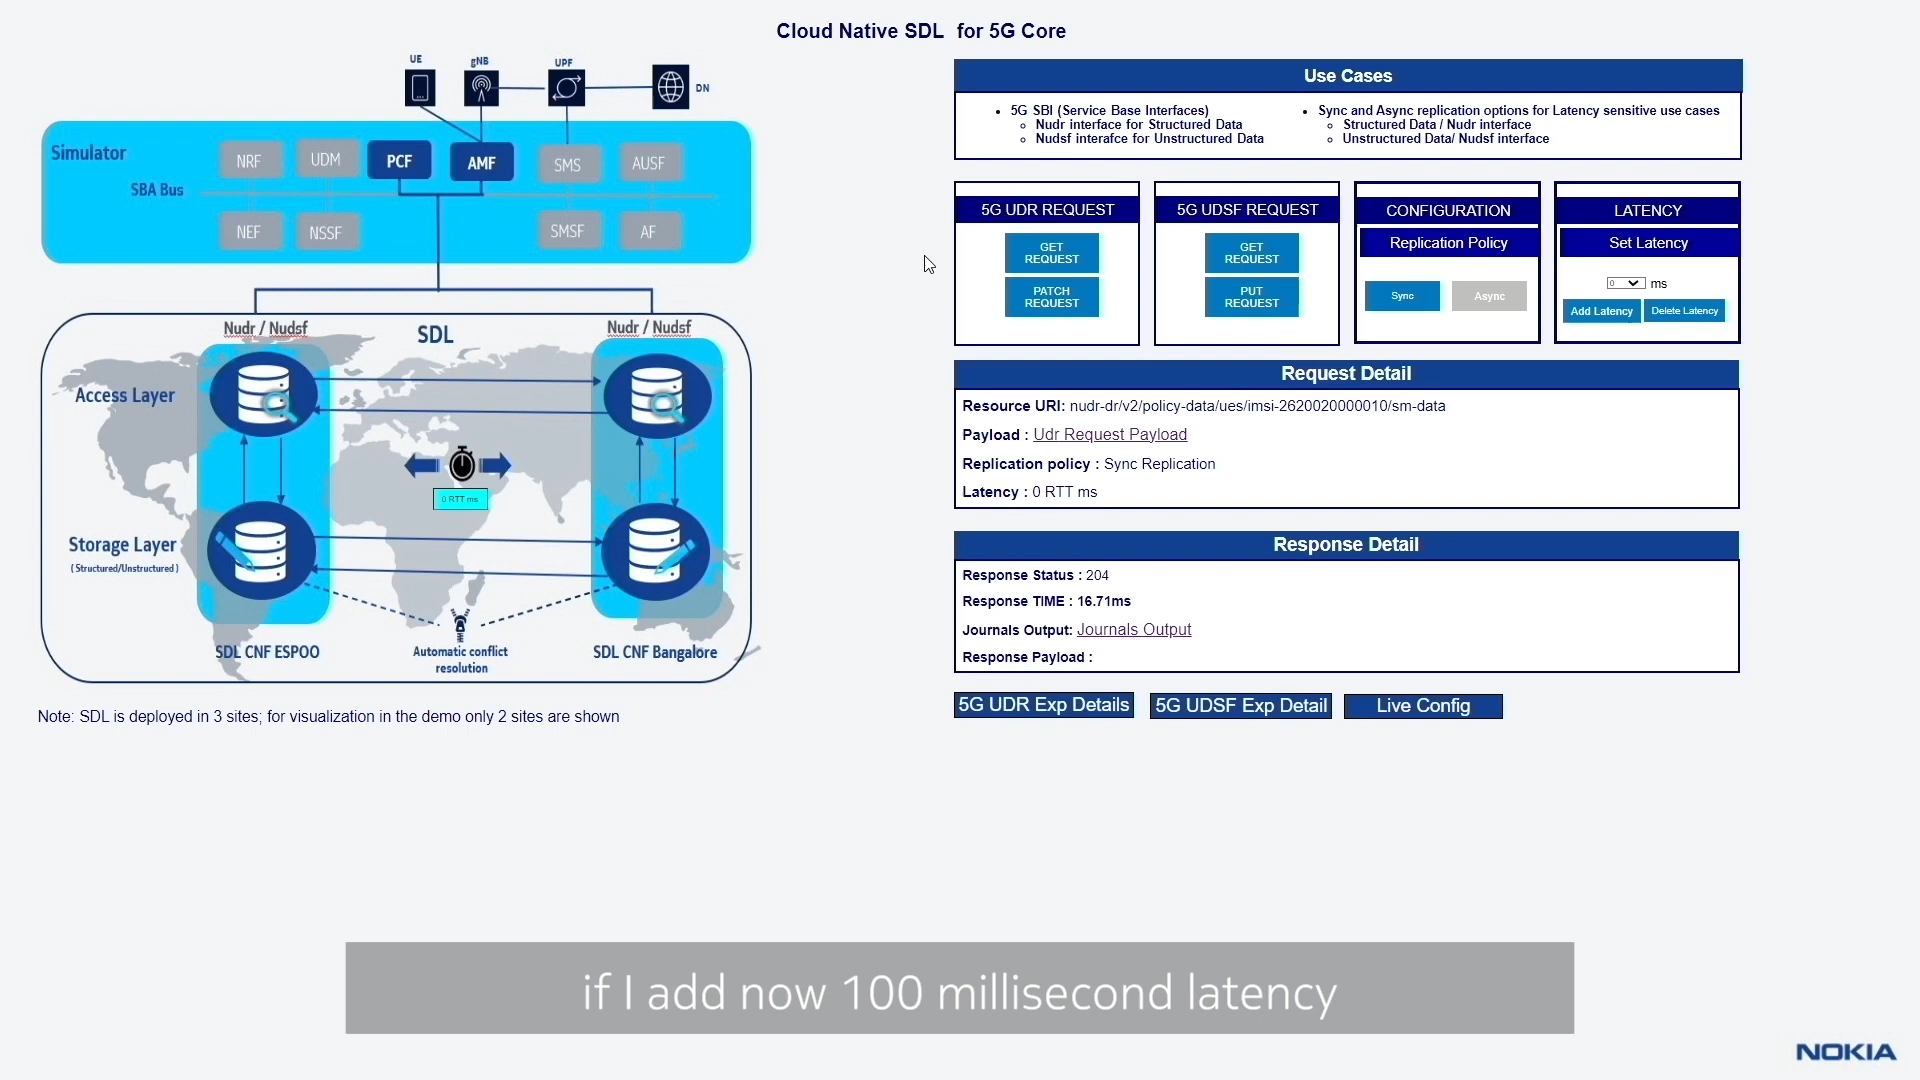 Cloud Native SDL  for 5G Core
UE
gNB
UPF
DN
Simulator
NRF
UDM
PCF
AMF
SMS
AUSF
SBA Bus
NEF
NSSF
SMSF
AF
Nudr / Nudsf
SDL
Nudr / Nudsf
Access Layer
0 RTT ms
Storage Layer
( Structured/Unstructured )
SDL CNF ESPOO
Automatic conflict
resolution
SDL CNF Bangalore
Note: SDL is deployed in 3 sites; for visualization in the demo only 2 sites are shown
Use Cases
5G SBI (Service Base Interfaces)
Nudr interface for Structured Data
Nudsf interafce for Unstructured Data
Sync and Async replication options for Latency sensitive use cases
Structured Data / Nudr interface
Unstructured Data/ Nudsf interface
5G UDR REQUEST
GET
REQUEST
PATCH
REQUEST
5G UDSF REQUEST
GET
REQUEST
PUT
REQUEST
CONFIGURATION
Replication Policy
Sync
Async
LATENCY
Set Latency
0 ms
Add Latency
Delete Latency
Request Detail
Resource URI: nudr-dr/v2/policy-data/ues/imsi-2620020000010/sm-data
Payload : Udr Request Payload
Replication policy : Sync Replication
Latency : 0 RTT ms
Response Detail
Response Status : 204
Response TIME : 16.71ms
Journals Output: Journals Output
Response Payload :
5G UDR Exp Details
5G UDSF Exp Detail
Live Config
if I add now 100 millisecond latency
NOKIA